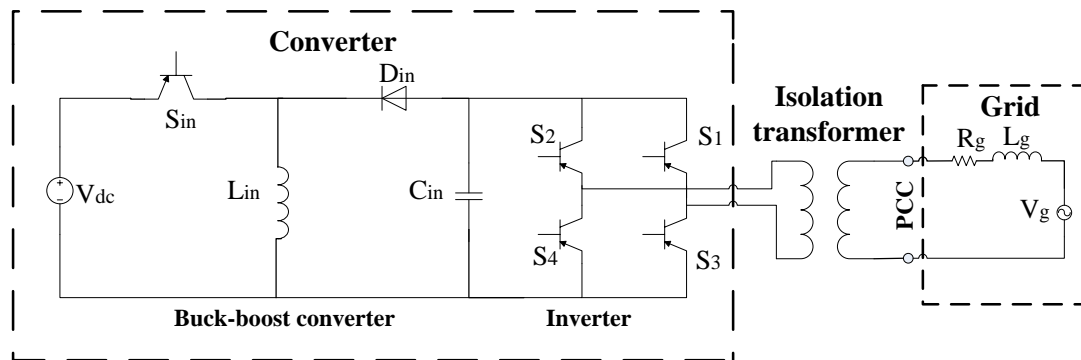 Converter
Din
Sin
Vdc
Lin
Cin
S2
S1
S4
S3
Buck-boost converter
Inverter
Isolation
transformer
PCC
Grid
Rg
Lg
Vg